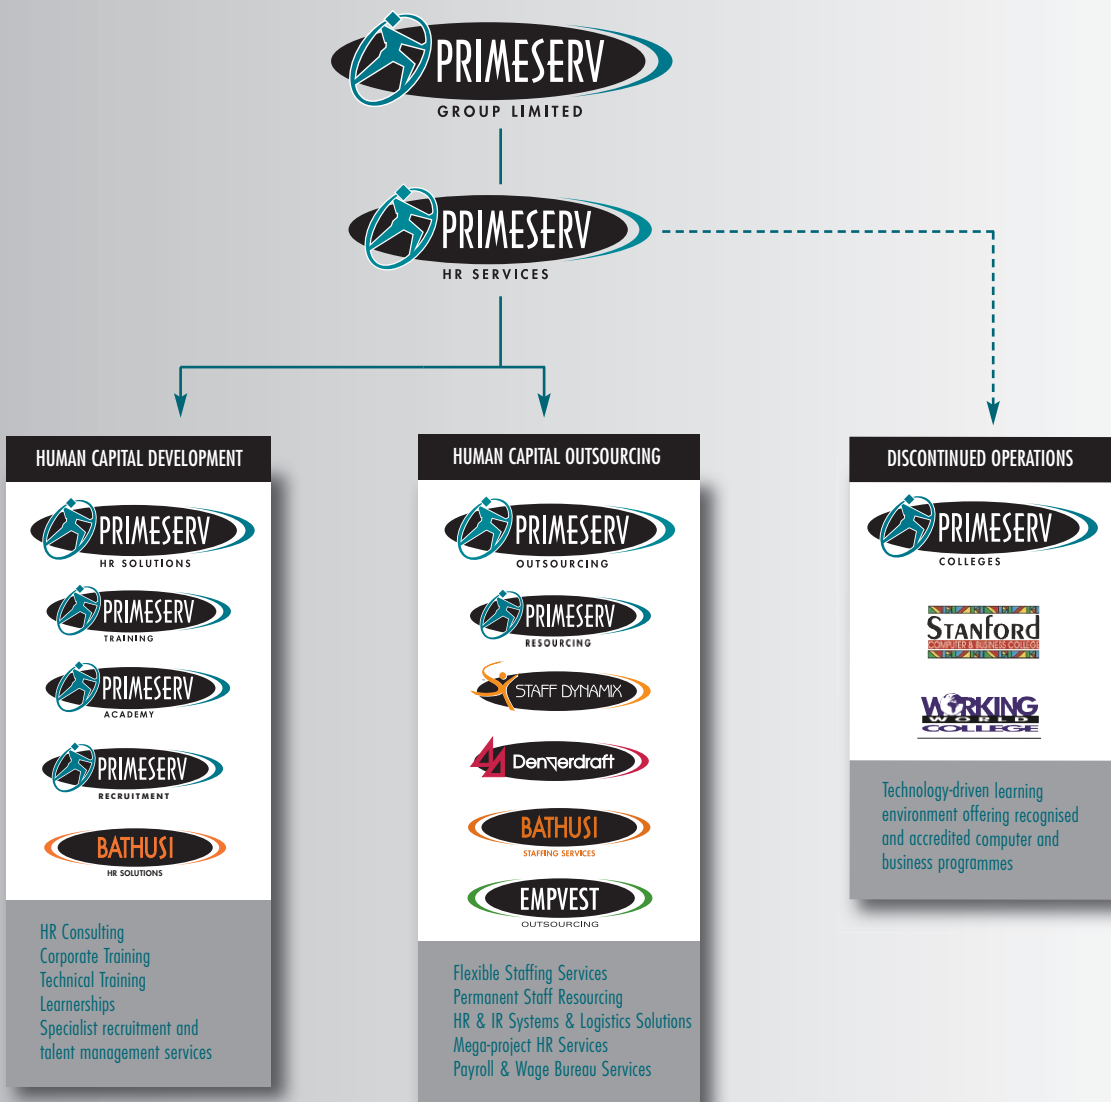 PRIMESERV
GROUP LIMITED
PRIMESERV
HR SERVICES
HUMAN CAPITAL DEVELOPMENT
PRIMESERV
HR SOLUTIONS
PRIMESERV
TRAINING
PRIMESERV
ACADEMY
PRIMESERV
RECRUITMENT
BATHUSI
HR SOLUTIONS
HR Consulting
Corporate Training
Technical Training
Learnerships
Specialist recruitment and
talent management services
HUMAN CAPITAL OUTSOURCING
PRIMESERV
OUTSOURCING
PRIMESERV
RESOURCING
STAFF DYNAMIX
Denverdraft
BATHUSI
STAFFING SERVICES
EMPVEST
OUTSOURCING
Flexible Staffing Services
Permanent Staff Resourcing
HR & IR Systems & Logistics Solutions
Mega-project HR Services
Payroll & Wage Bureau Services
DISCONTINUED OPERATIONS
PRIMESERV
COLLEGES
STANFORD
COMPUTER & BUSINESS COLLEGE
WORKING
WORLD
COLLEGE
Technology-driven learning
environment offering recognised
and accredited computer and
business programmes